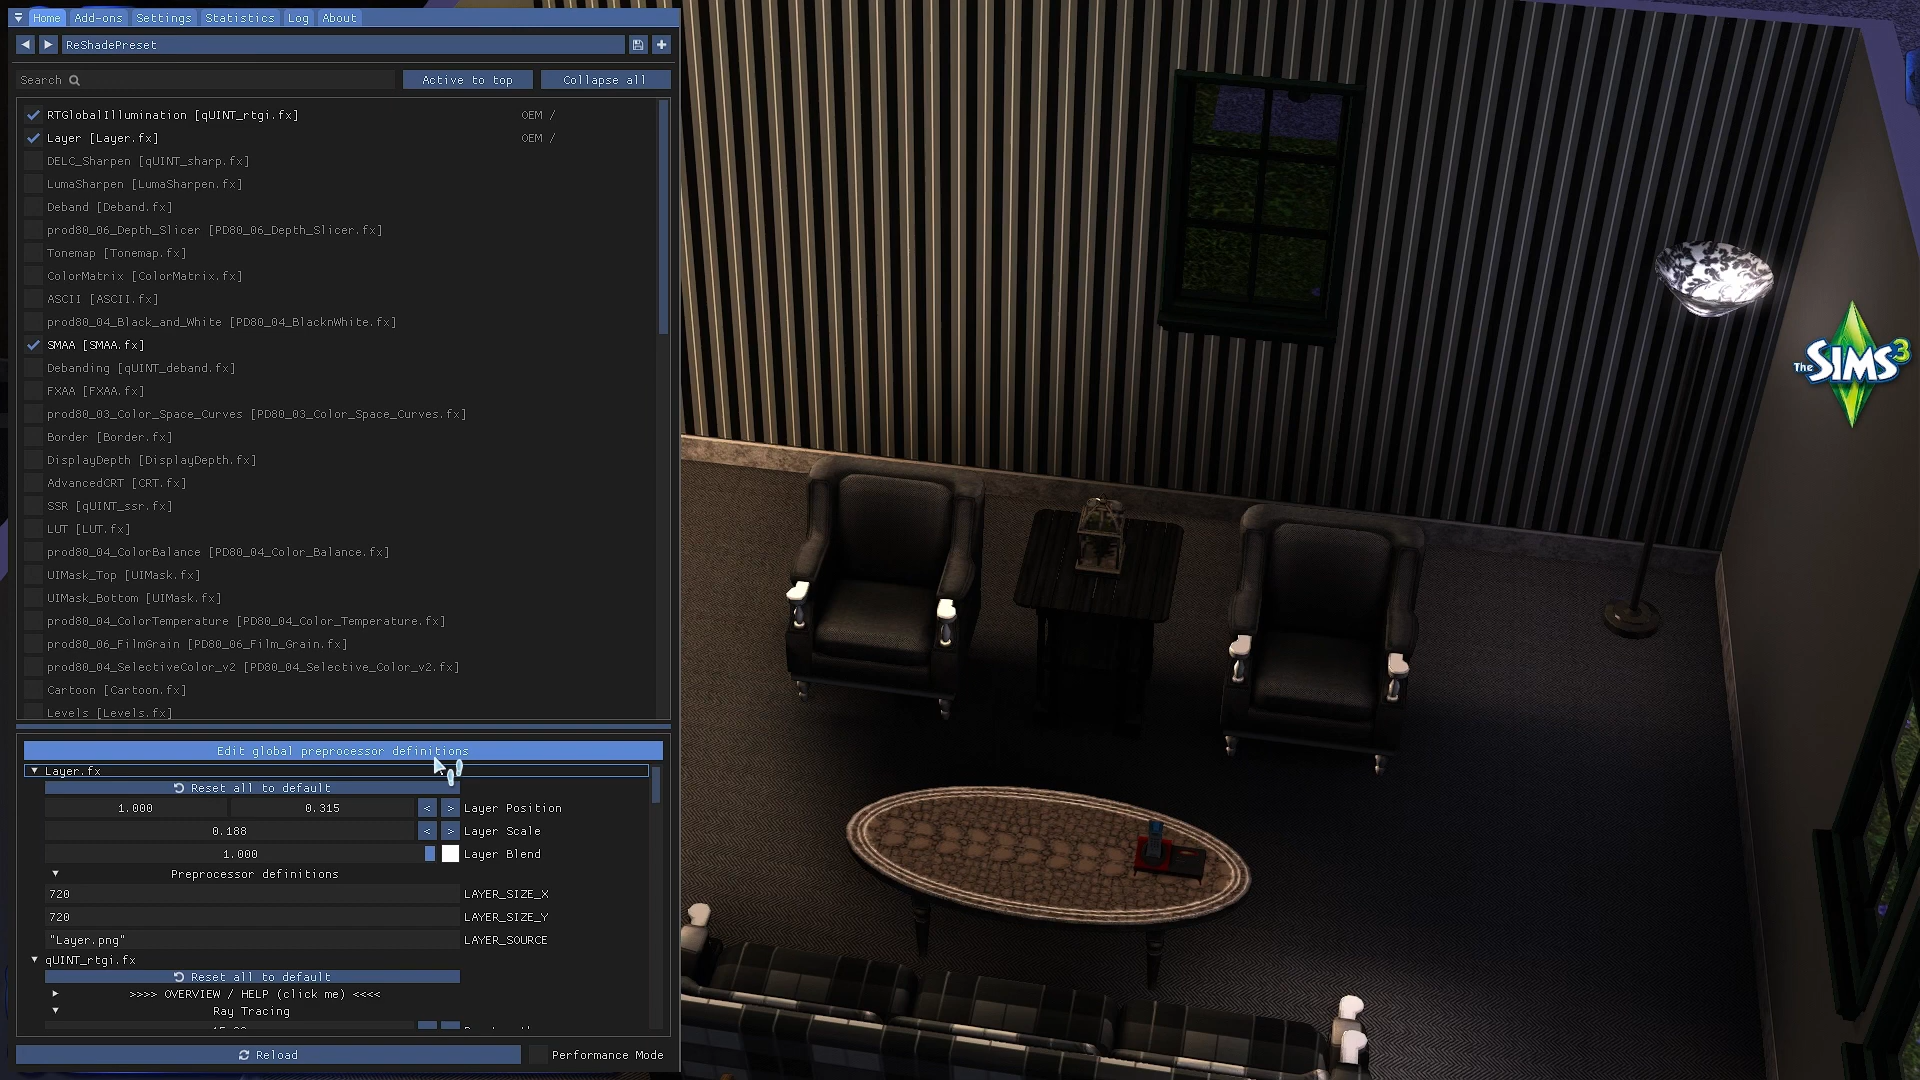 Home Add-ons Settings Statistics Log About
ReShadePreset
Search Active to top Collapse all
RTGlobalIllumination [qUINT_rtgi.fx] OEM /
Layer [Layer.fx] OEM /
DELC_Sharpen [qUINT_sharp.fx]
LumaSharpen [LumaSharpen.fx]
Deband [Deband.fx]
prod80_06_Depth_Slicer [PD80_06_Depth_Slicer.fx]
Tonemap [Tonemap.fx]
ColorMatrix [ColorMatrix.fx]
ASCII [ASCII.fx]
prod80_04_Black_and_White [PD80_04_BlacknWhite.fx]
SMAA [SMAA.fx]
Debanding [qUINT_deband.fx]
FXAA [FXAA.fx]
prod80_03_Color_Space_Curves [PD80_03_Color_Space_Curves.fx]
Border [Border.fx]
DisplayDepth [DisplayDepth.fx]
AdvancedCRT [CRT.fx]
SSR [qUINT_ssr.fx]
LUT [LUT.fx]
prod80_04_ColorBalance [PD80_04_Color_Balance.fx]
UIMask_Top [UIMask.fx]
UIMask_Bottom [UIMask.fx]
prod80_04_ColorTemperature [PD80_04_Color_Temperature.fx]
prod80_06_FilmGrain [PD80_06_Film_Grain.fx]
prod80_04_SelectiveColor_v2 [PD80_04_Selective_Color_v2.fx]
Cartoon [Cartoon.fx]
Levels [Levels.fx]
Edit global preprocessor definitions
Layer.fx
Reset all to default
1.000 0.315 < > Layer Position
0.188 < > Layer Scale
1.000 Layer Blend
Preprocessor definitions
720 LAYER_SIZE_X
720 LAYER_SIZE_Y
"Layer.png" LAYER_SOURCE
qUINT_rtgi.fx
Reset all to default
>>>> OVERVIEW / HELP (click me) <<<<
Ray Tracing
Reload Performance Mode
The SIMS 3